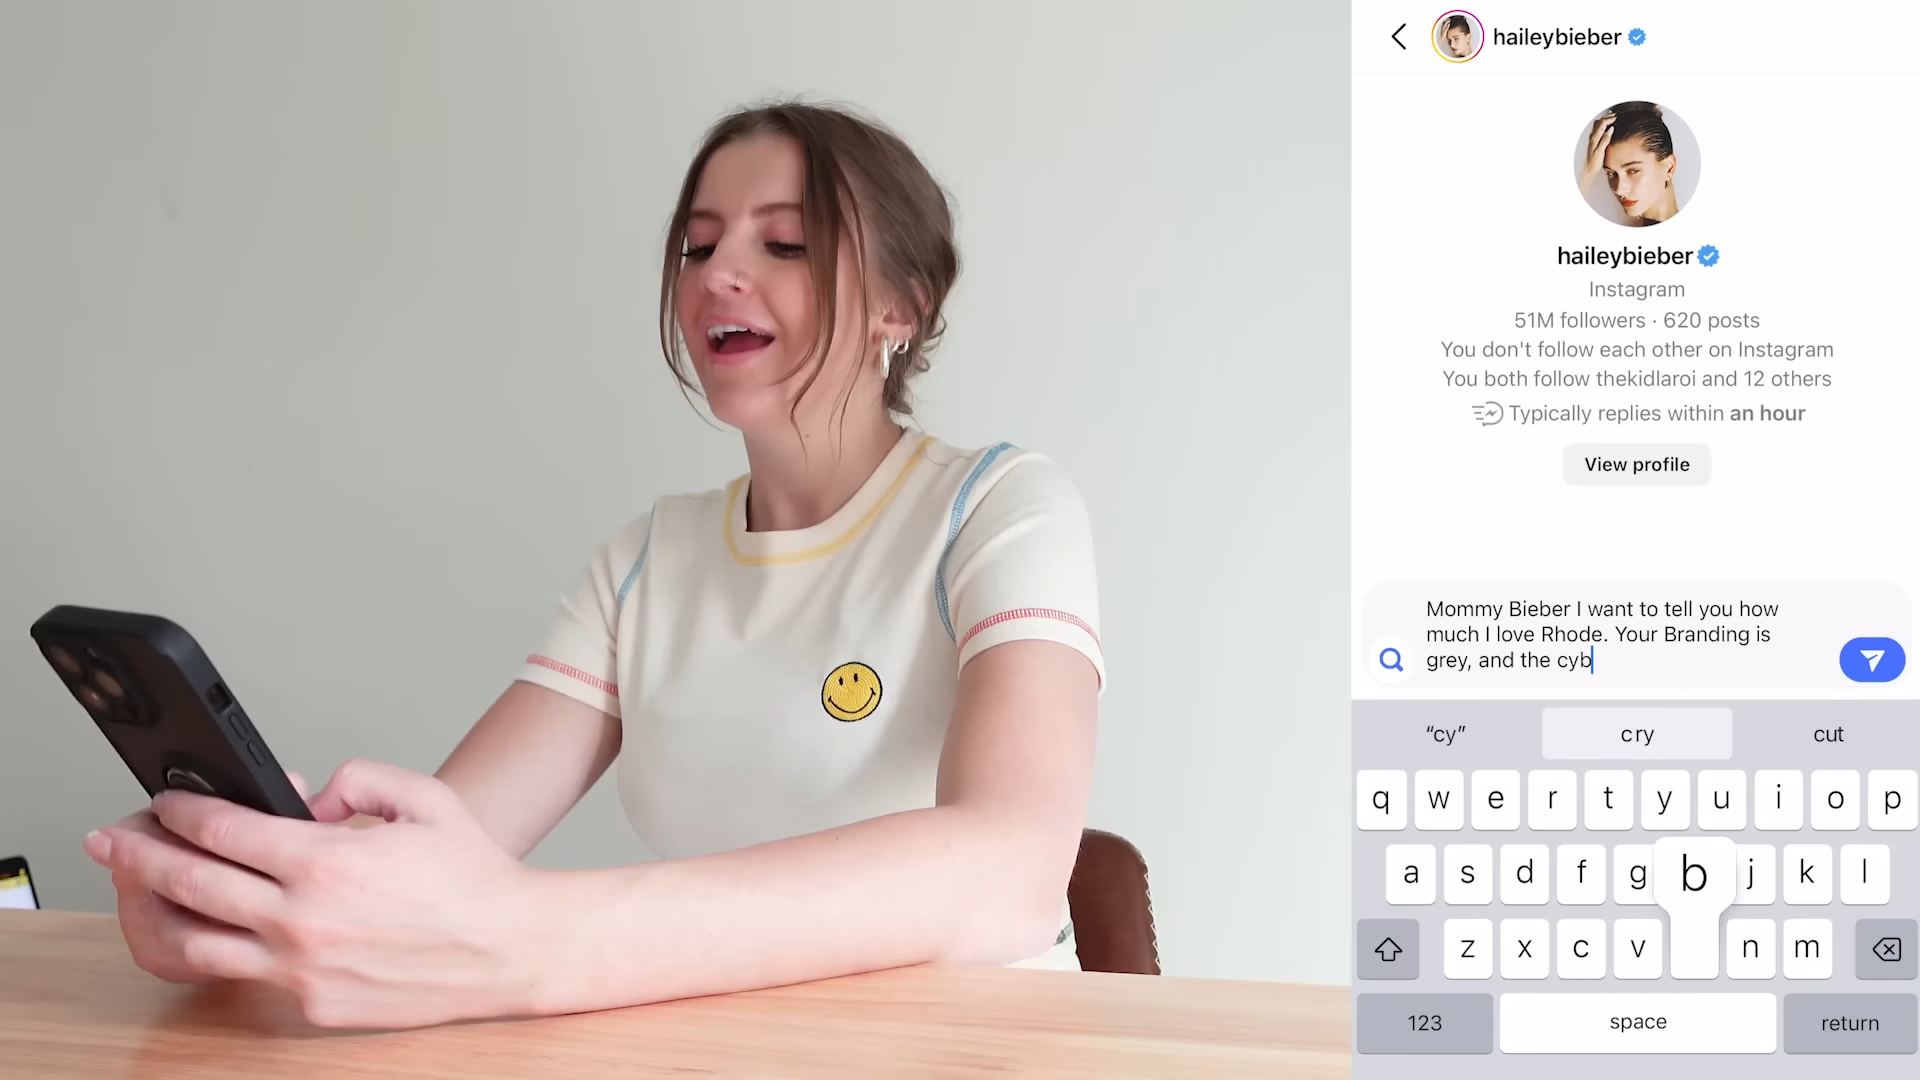 haileybieber
haileybieber
Instagram
51M followers · 620 posts
You don't follow each other on Instagram
You both follow thekidlaroi and 12 others
Typically replies within an hour
View profile
Mommy Bieber I want to tell you how
much I love Rhode. Your Branding is
grey, and the cyb
“cy” cry cut
q w e r t y u i o p
a s d f g b j k l
z x c v n m
123 space return